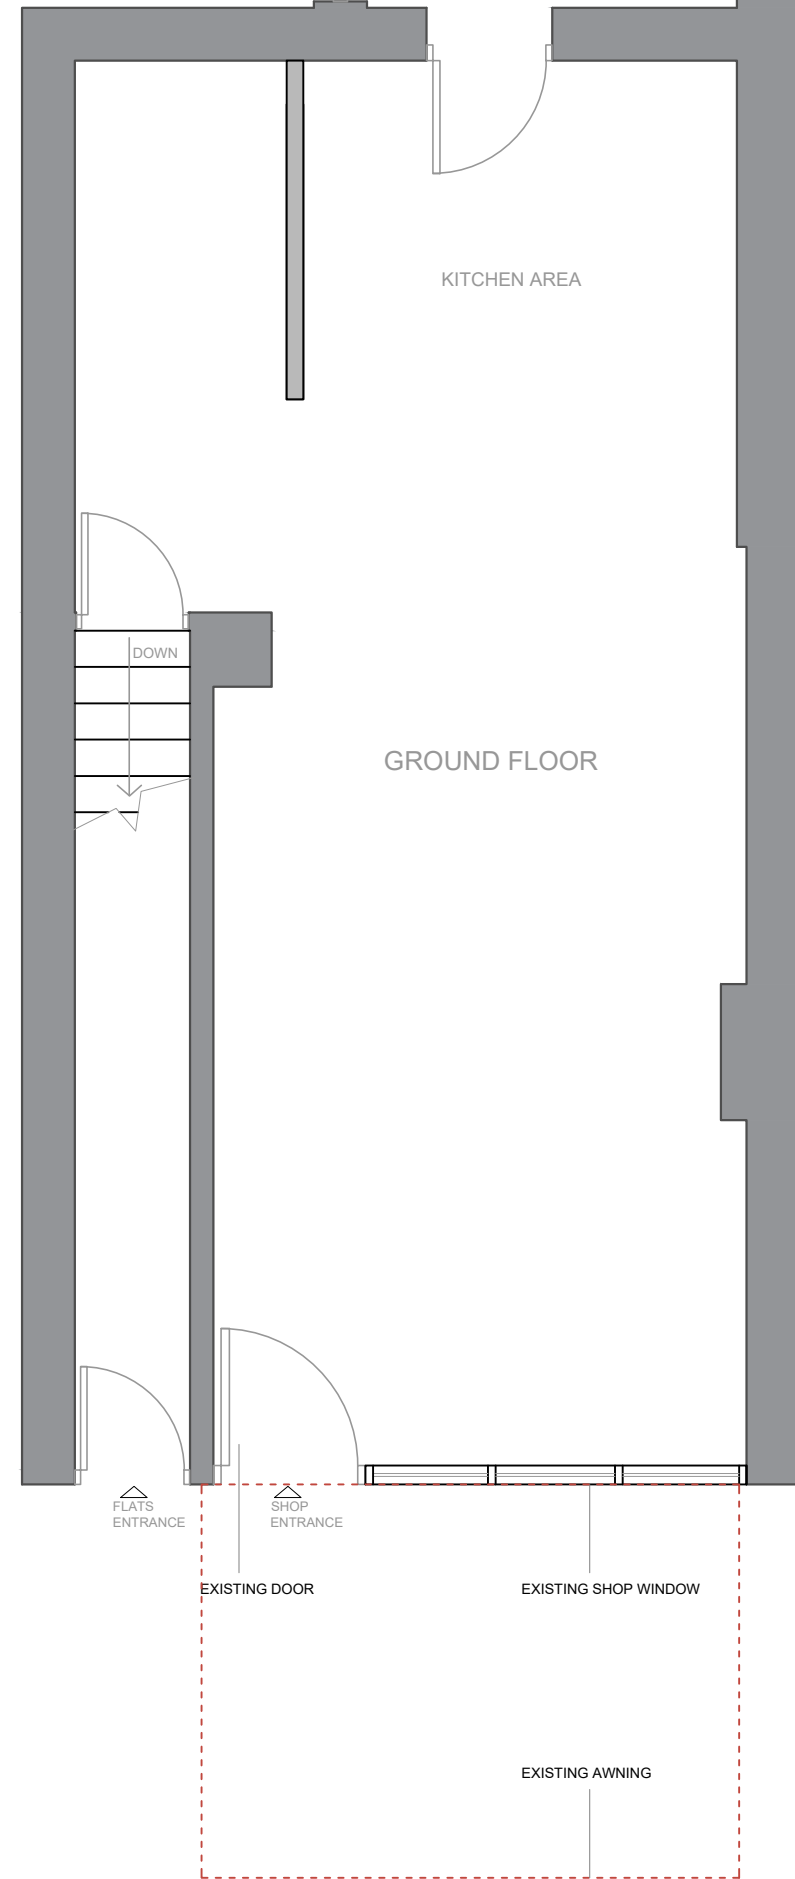 KITCHEN AREA
DOWN
GROUND FLOOR
FLATS
ENTRANCE
SHOP
ENTRANCE
EXISTING DOOR
EXISTING SHOP WINDOW
EXISTING AWNING